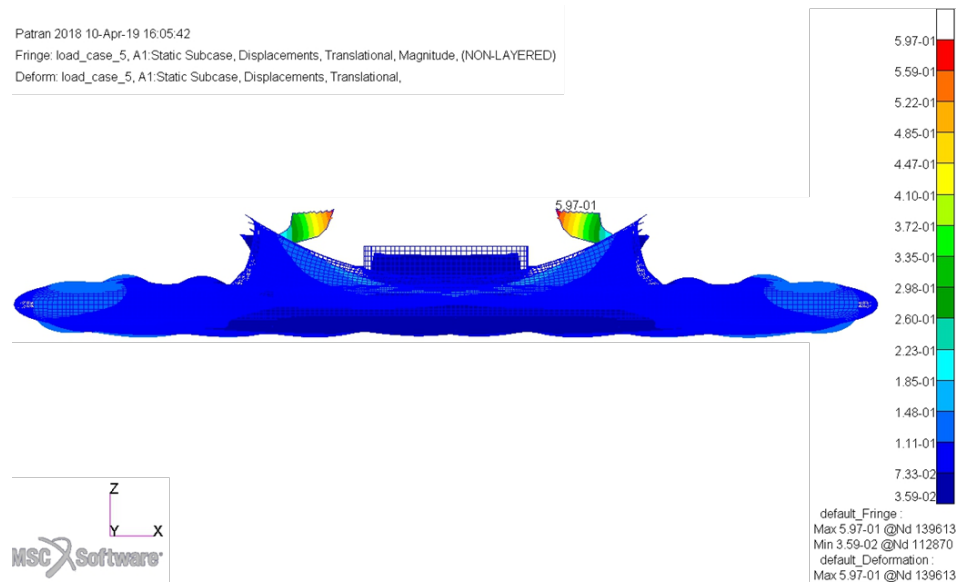 Patran 2018 10-Apr-19 16:05:42
Fringe: load_case_5, A1:Static Subcase, Displacements, Translational, Magnitude, (NON-LAYERED)
Deform: load_case_5, A1:Static Subcase, Displacements, Translational,
5.97-01
5.59-01
5.22-01
4.85-01
4.47-01
4.10-01
3.72-01
3.35-01
2.98-01
2.60-01
2.23-01
1.85-01
1.48-01
1.11-01
7.33-02
3.59-02
5.97-01
Z
Y X
MSC Software
default_Fringe :
Max 5.97-01 @Nd 139613
Min 3.59-02 @Nd 112870
default_Deformation :
Max 5.97-01 @Nd 139613